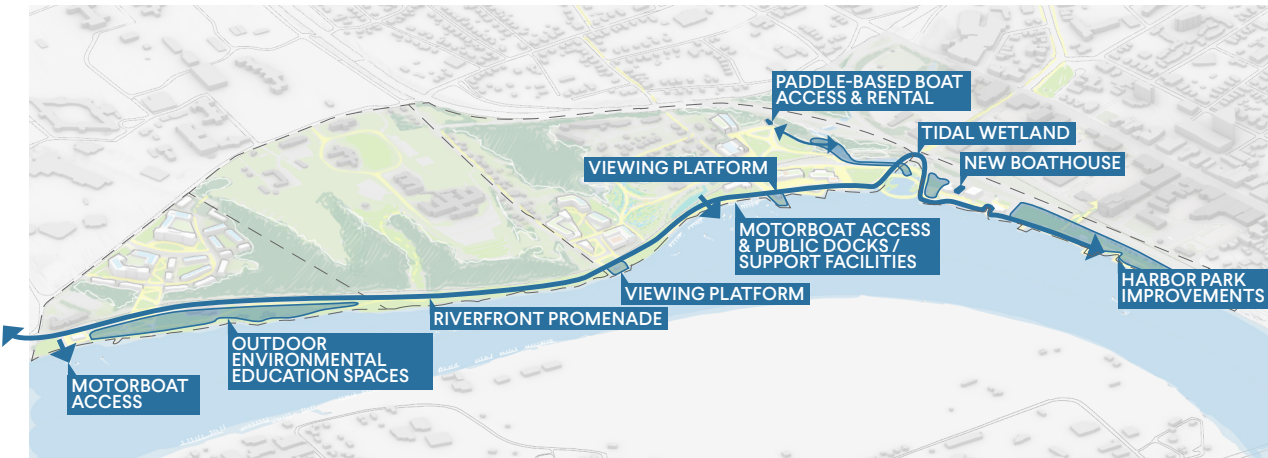 PADDLE-BASED BOAT
ACCESS & RENTAL
TIDAL WETLAND
VIEWING PLATFORM
NEW BOATHOUSE
MOTORBOAT ACCESS
& PUBLIC DOCKS /
SUPPORT FACILITIES
HARBOR PARK
IMPROVEMENTS
VIEWING PLATFORM
RIVERFRONT PROMENADE
OUTDOOR
ENVIRONMENTAL
EDUCATION SPACES
MOTORBOAT
ACCESS